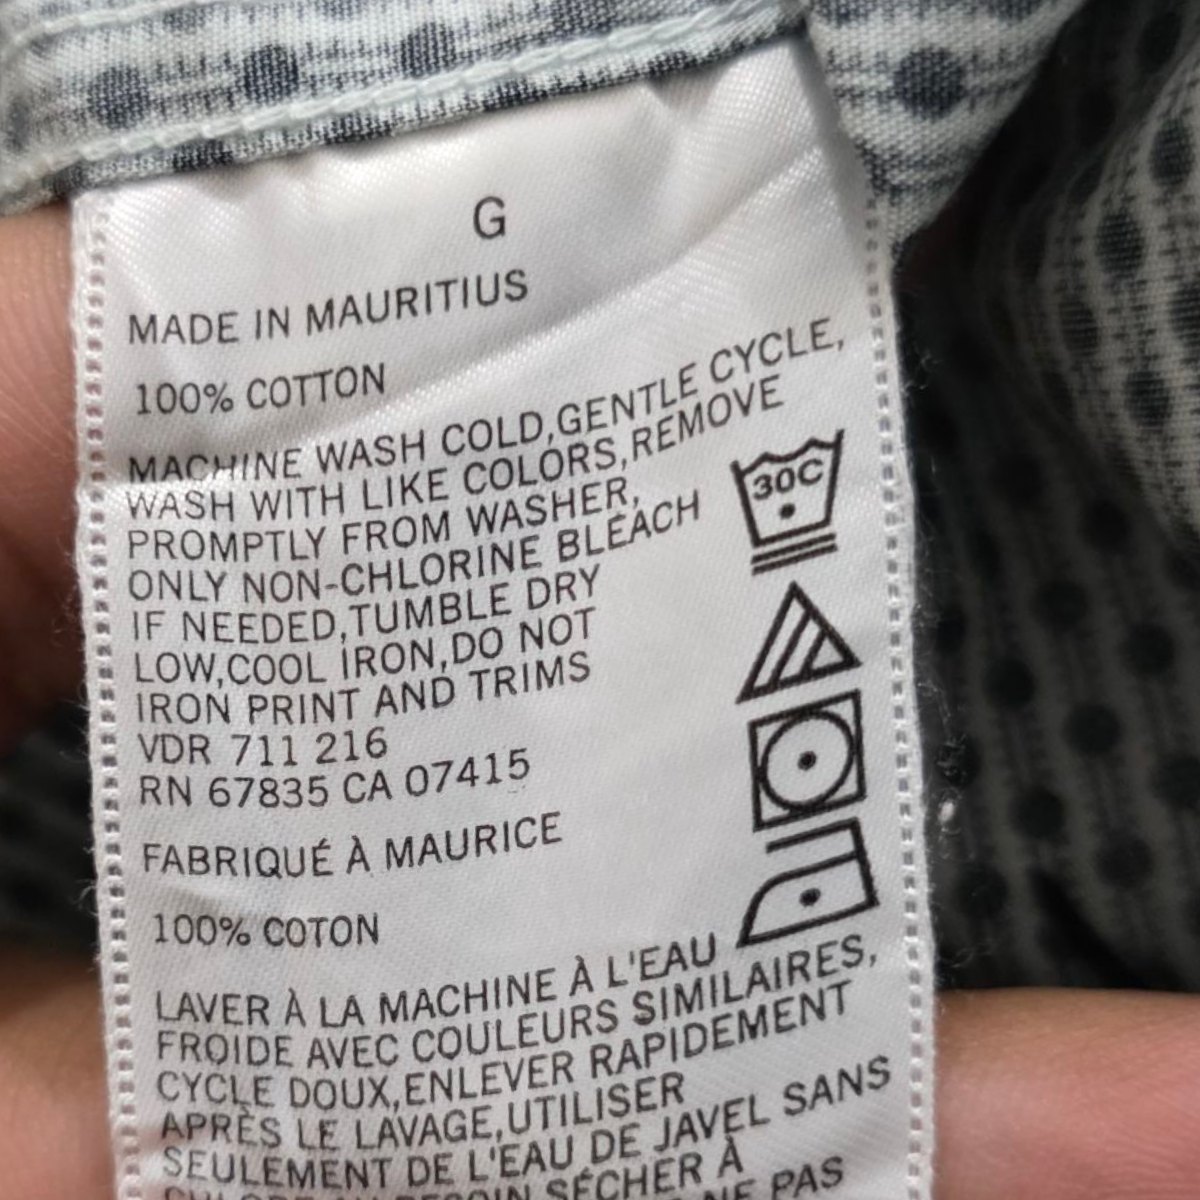 G
MADE IN MAURITIUS
100% COTTON
MACHINE WASH COLD,GENTLE CYCLE,
WASH WITH LIKE COLORS,REMOVE
PROMPTLY FROM WASHER,
ONLY NON-CHLORINE BLEACH
IF NEEDED,TUMBLE DRY
LOW,COOL IRON,DO NOT
IRON PRINT AND TRIMS
VDR 711 216
RN 67835 CA 07415
30C
FABRIQUÉ À MAURICE
100% COTON
LAVER À LA MACHINE À L'EAU
FROIDE AVEC COULEURS SIMILAIRES,
CYCLE DOUX,ENLEVER RAPIDEMENT
APRÈS LE LAVAGE,UTILISER
SEULEMENT DE L'EAU DE JAVEL SANS
SÉCHER À
NE PAS